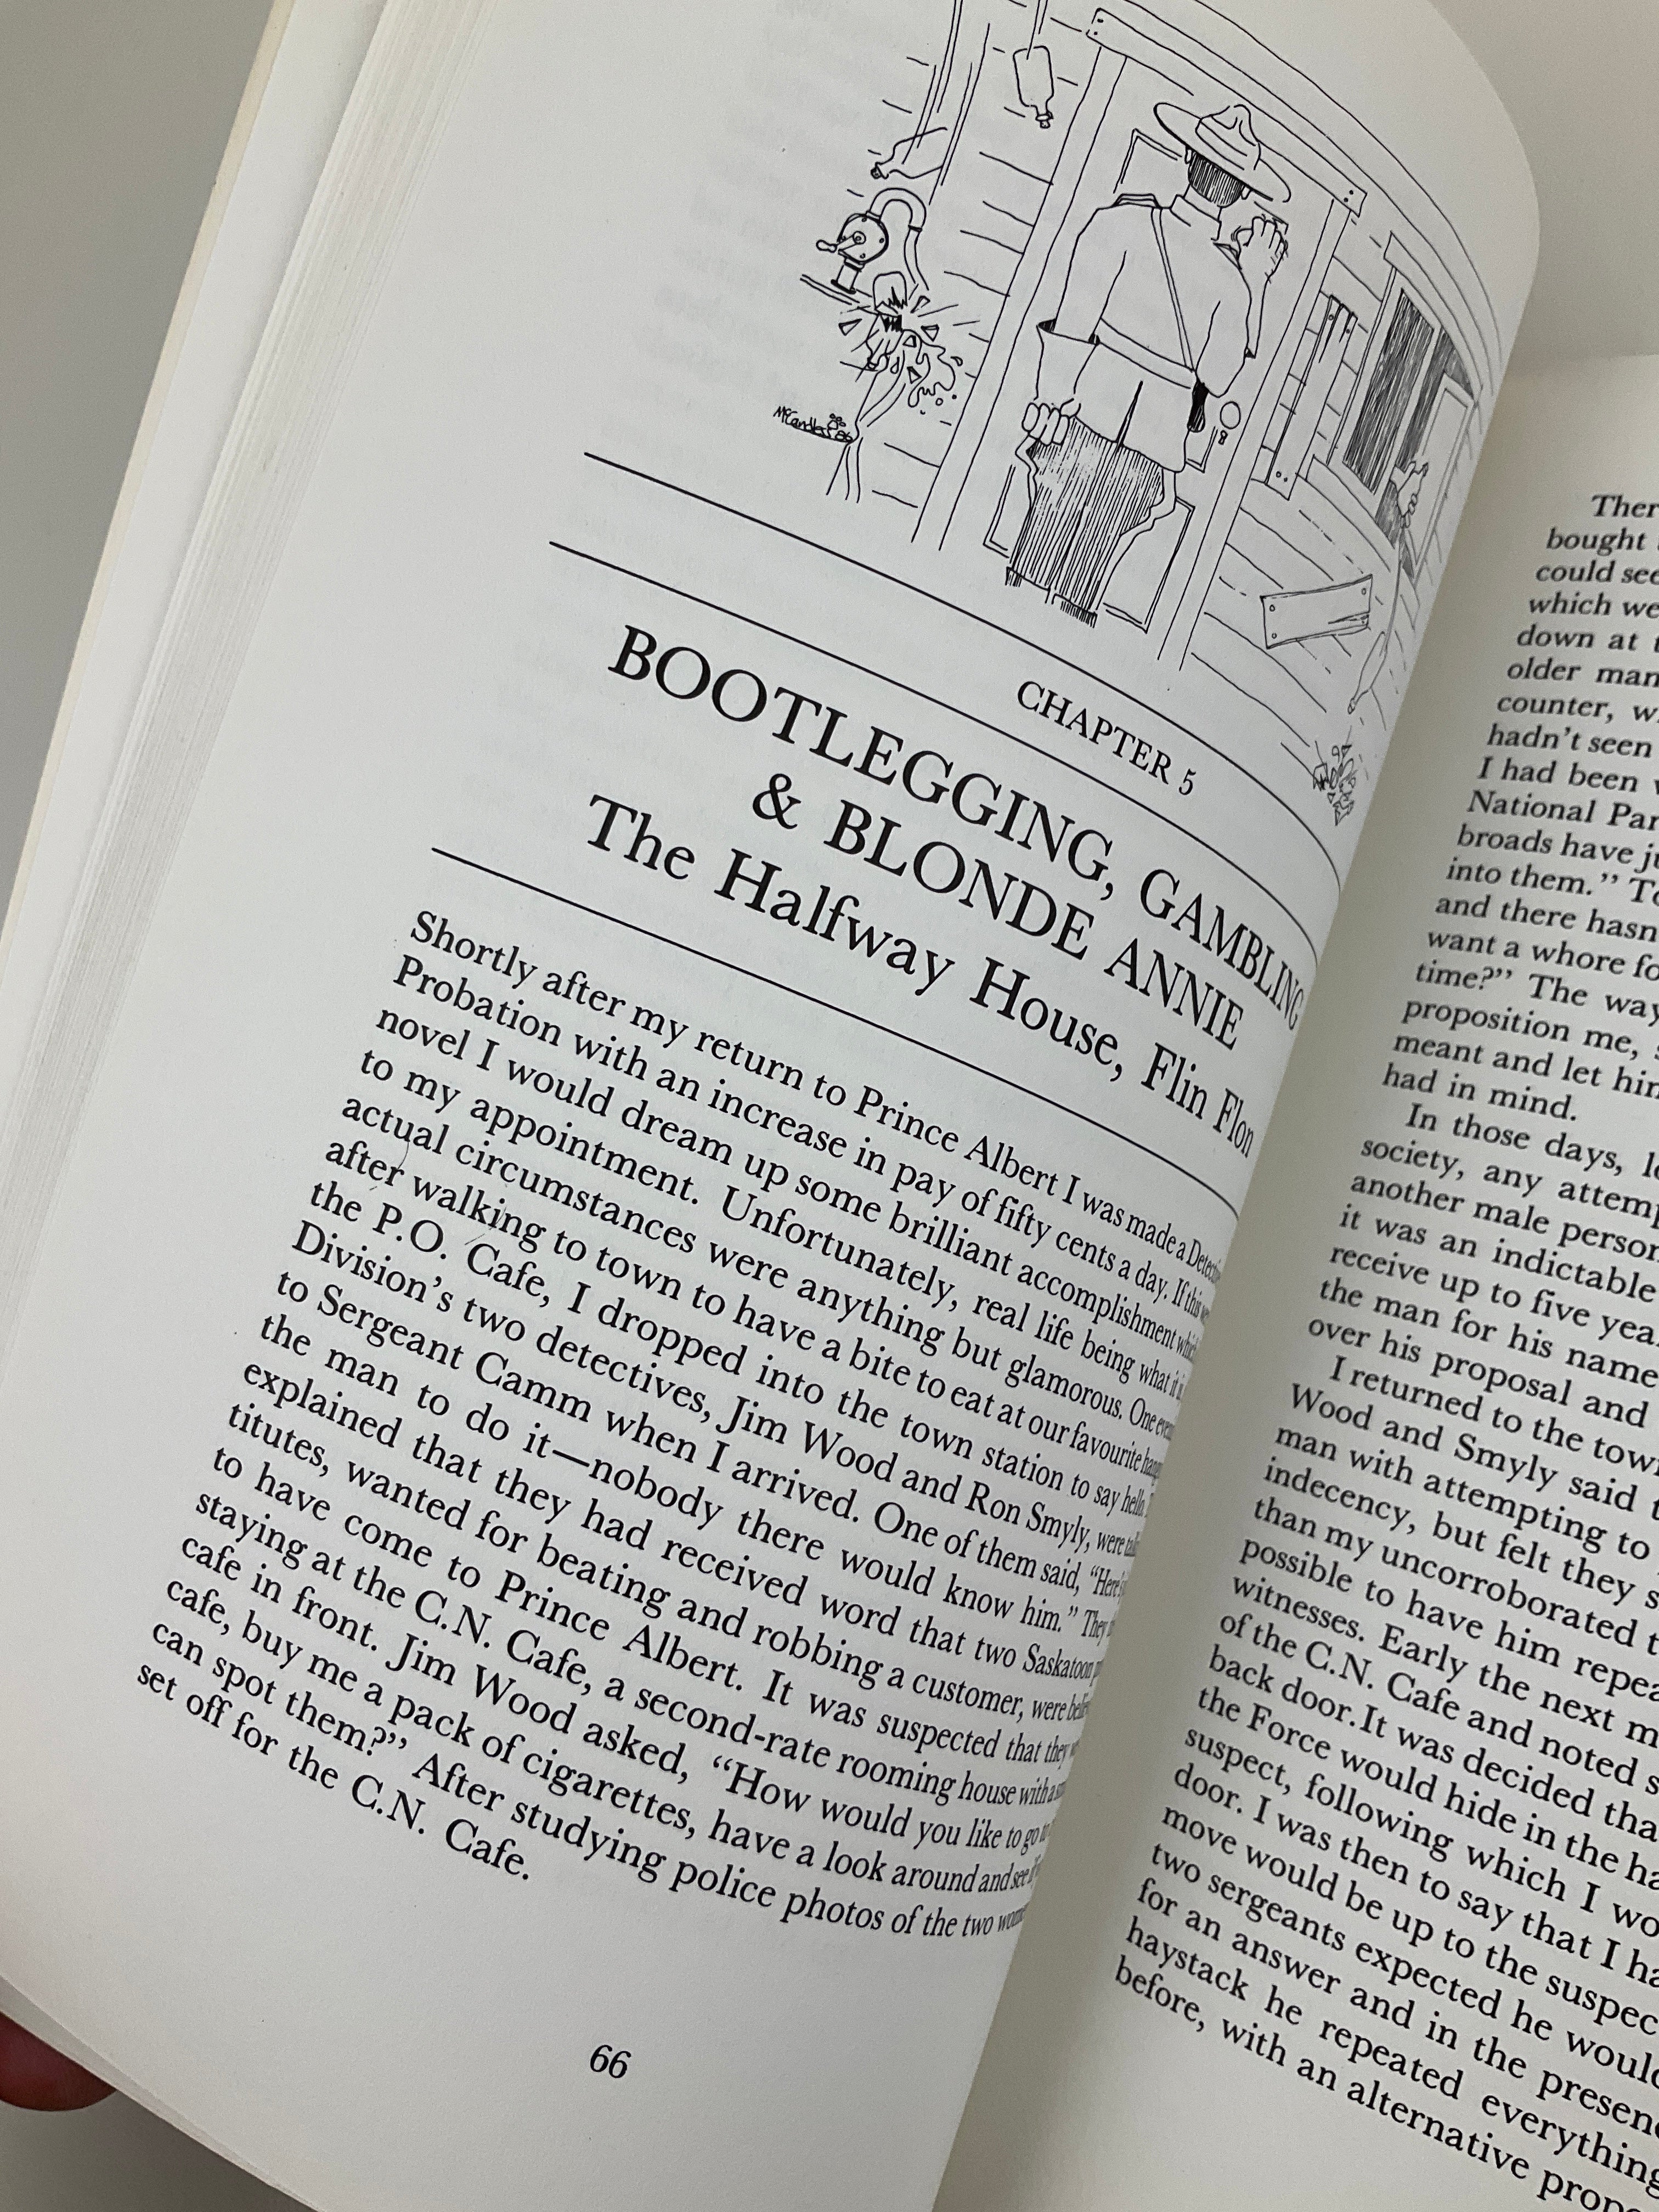 McCandless 86
CHAPTER 5
BOOTLEGGING, GAMBLING
& BLONDE ANNIE
The Halfway House, Flin Flon
Shortly after my return to Prince Albert I was made a
Probation with an increase in pay of fifty cents a day. If this
novel I would dream up some brilliant accomplishment
to my appointment. Unfortunately, real life being what it is
actual circumstances were anything but glamorous. One
after walking to town to have a bite to eat at our favourite
the P.O. Cafe, I dropped into the town station to say hello.
Division's two detectives, Jim Wood and Ron Smyly, were
to Sergeant Camm when I arrived. One of them said, "Here's
the man to do it—nobody there would know him." They
explained that they had received word that two Saskatoon
titutes, wanted for beating and robbing a customer, were
to have come to Prince Albert. It was suspected that they
staying at the C.N. Cafe, a second-rate rooming house with a
cafe in front. Jim Wood asked, "How would you like to go
cafe, buy me a pack of cigarettes, have a look around and see
can spot them?" After studying police photos of the two
set off for the C.N. Cafe.
66
Ther
bought
could see
which we
down at t
older man
counter, w
hadn't seen
I had been
National Par
broads have ju
into them." To
and there hasn
want a whore fo
time?" The way
proposition me, s
meant and let hin
had in mind.
In those days, lo
society, any attemp
another male person
it was an indictable
receive up to five yea
the man for his name
over his proposal and
I returned to the town
Wood and Smyly said t
man with attempting to
indecency, but felt they s
than my uncorroborated t
possible to have him repea
witnesses. Early the next m
of the C.N. Cafe and noted s
back door.It was decided tha
the Force would hide in the ha
suspect, following which I wo
door. I was then to say that I ha
move would be up to the suspec
two sergeants expected he would
for an answer and in the presenc
haystack he repeated everything
before, with an alternative propo